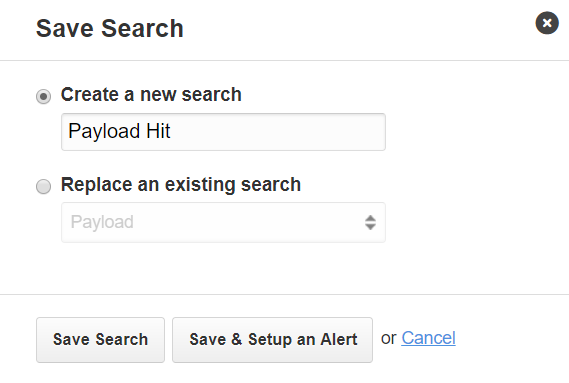 Save Search
Create a new search
Payload Hit
Replace an existing search
Payload
Save Search Save & Setup an Alert or Cancel